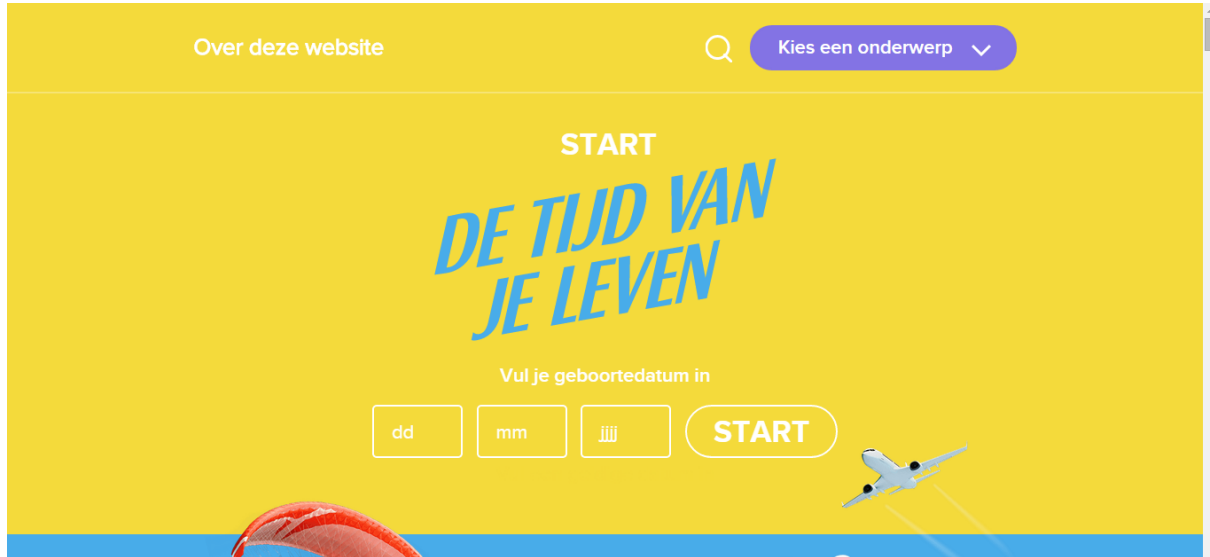 Over deze website
Kies een onderwerp
START
DE TIJD VAN
JE LEVEN
Vul je geboortedatum in
dd
mm
jjjj
START